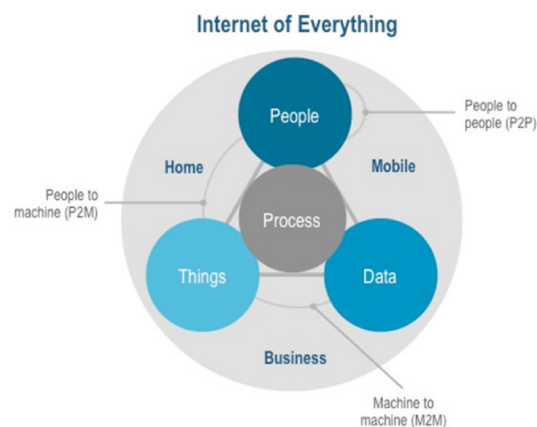 Internet of Everything
People
People to
people (P2P)
Home
Mobile
People to
machine (P2M)
Process
Things
Data
Business
Machine to
machine (M2M)